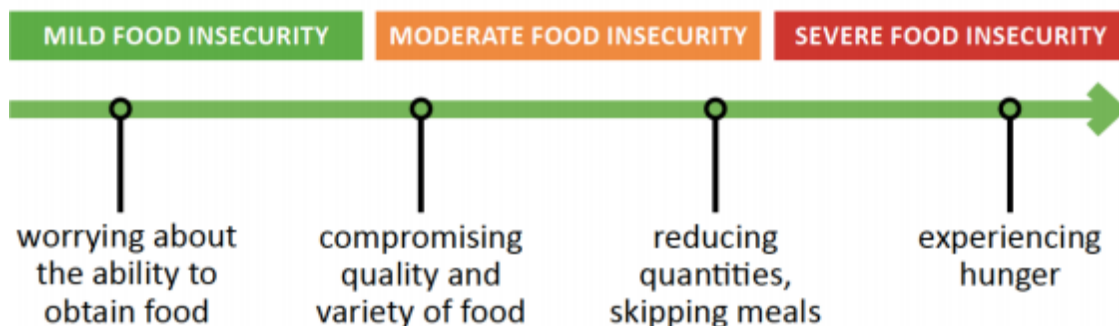 MILD FOOD INSECURITY
MODERATE FOOD INSECURITY
SEVERE FOOD INSECURITY
worrying about
the ability to
obtain food
compromising
quality and
variety of food
reducing
quantities,
skipping meals
experiencing
hunger